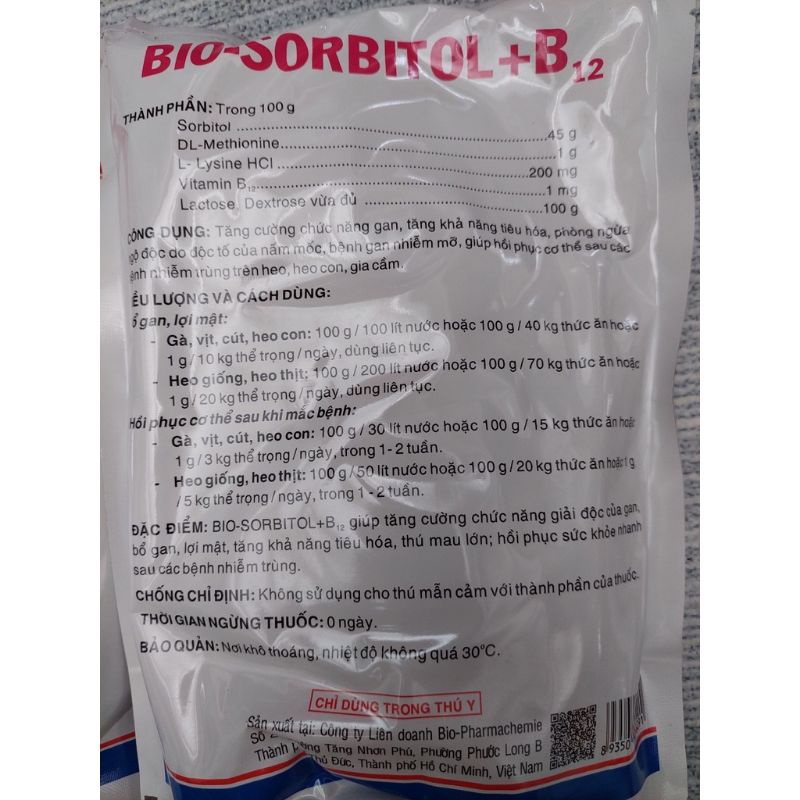 BIO-SORBITOL+B12
THÀNH PHẦN: Trong 100 g
Sorbitol ..................................................45 g
DL-Methionine..................................................1 g
L- Lysine HCl..................................................200 mg
Vitamin B12..................................................1 mg
Lactose, Dextrose vừa đủ ..............................100 g
CÔNG DỤNG: Tăng cường chức năng gan, tăng khả năng tiêu hóa, phòng ngừa
ngộ độc do độc tố của nấm mốc, bệnh gan nhiễm mỡ, giúp hồi phục cơ thể sau các
bệnh nhiễm trùng trên heo, heo con, gia cầm.
LIỀU LƯỢNG VÀ CÁCH DÙNG:
Bổ gan, lợi mật:
- Gà, vịt, cút, heo con: 100 g / 100 lít nước hoặc 100 g / 40 kg thức ăn hoặc
1 g / 10 kg thể trọng / ngày, dùng liên tục.
- Heo giống, heo thịt: 100 g / 200 lít nước hoặc 100 g / 70 kg thức ăn hoặc
1 g / 20 kg thể trọng / ngày, dùng liên tục.
Hồi phục cơ thể sau khi mắc bệnh:
- Gà, vịt, cút, heo con: 100 g / 30 lít nước hoặc 100 g / 15 kg thức ăn hoặc
1 g / 3 kg thể trọng / ngày, trong 1 - 2 tuần.
- Heo giống, heo thịt: 100 g / 50 lít nước hoặc 100 g / 20 kg thức ăn hoặc 1 g
/ 5 kg thể trọng / ngày, trong 1 - 2 tuần.
ĐẶC ĐIỂM: BIO-SORBITOL+B12 giúp tăng cường chức năng giải độc của gan,
bổ gan, lợi mật, tăng khả năng tiêu hóa, thú mau lớn; hồi phục sức khỏe nhanh
sau các bệnh nhiễm trùng.
CHỐNG CHỈ ĐỊNH: Không sử dụng cho thú mẫn cảm với thành phần của thuốc.
THỜI GIAN NGỪNG THUỐC: 0 ngày.
BẢO QUẢN: Nơi khô thoáng, nhiệt độ không quá 30°C.
CHỈ DÙNG TRONG THÚ Y
Sản xuất tại: Công ty Liên doanh Bio-Pharmachemie
Số
Tăng Nhơn Phú, Phường Phước Long B
Thủ Đức, Thành phố Hồ Chí Minh, Việt Nam
8 9350